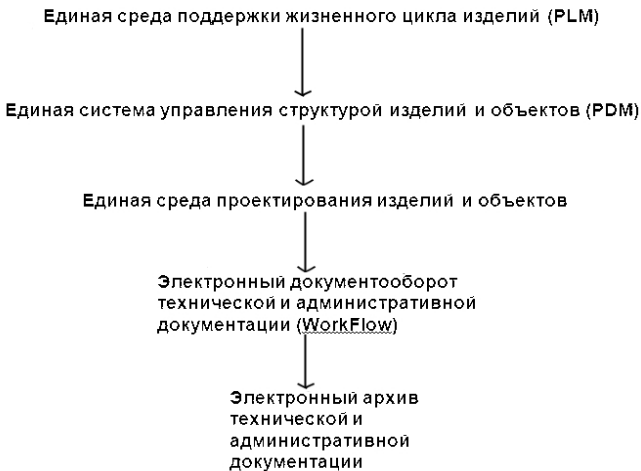 Единая среда поддержки жизненного цикла изделий (PLM)
Единая система управления структурой изделий и объектов (PDM)
Единая среда проектирования изделий и объектов
Электронный документооборот
технической и административной
документации (WorkFlow)
Электронный архив
технической и
административной
документации